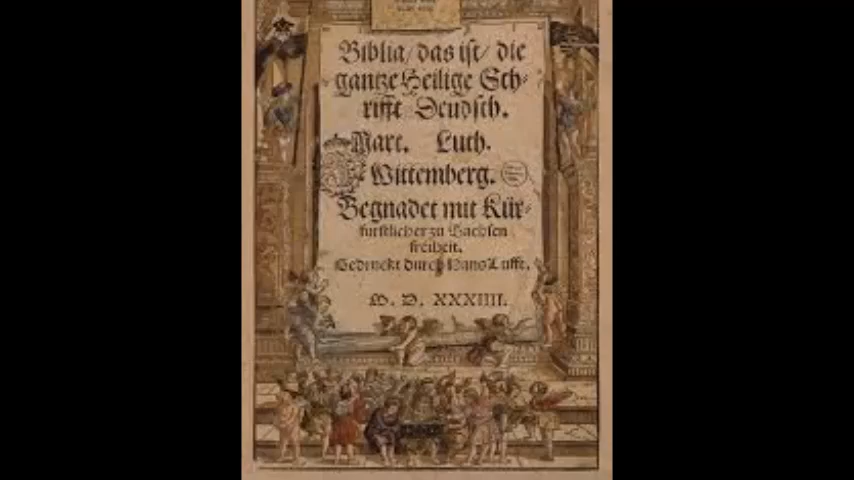 Biblia/ das ist/ die
gantze Heilige Sch-
rifft Deudsch.
Mart. Luth.
Wittemberg.
Begnadet mit Kür-
furstlicher zu Sachsen
freiheit.
Gedruckt durch Hans Lufft.
M. D. XXXIIII.